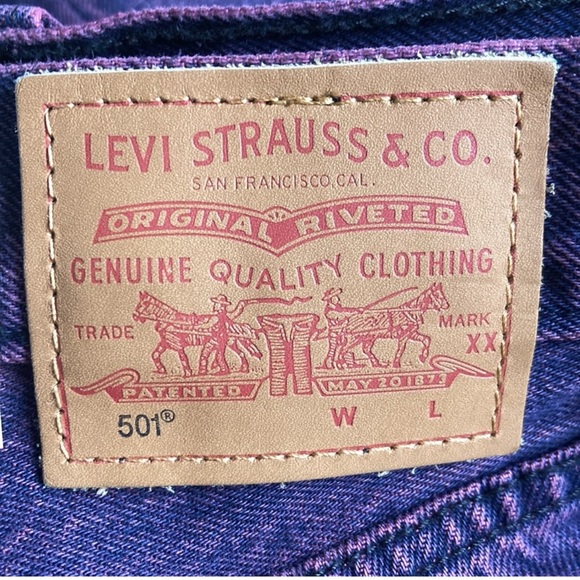 LEVI STRAUSS & CO.
SAN FRANCISCO, CAL.
ORIGINAL RIVETED
GENUINE QUALITY CLOTHING
TRADE MARK
XX
PATENTED MAY 20 1873
501® W L